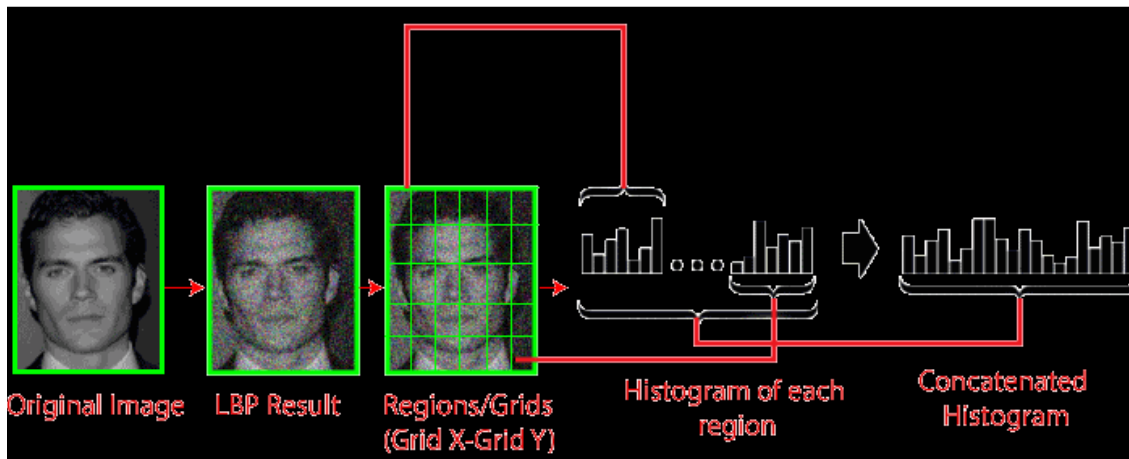 Original Image
LBP Result
Regions/Grids
(Grid X-Grid Y)
Histogram of each
region
Concatenated
Histogram